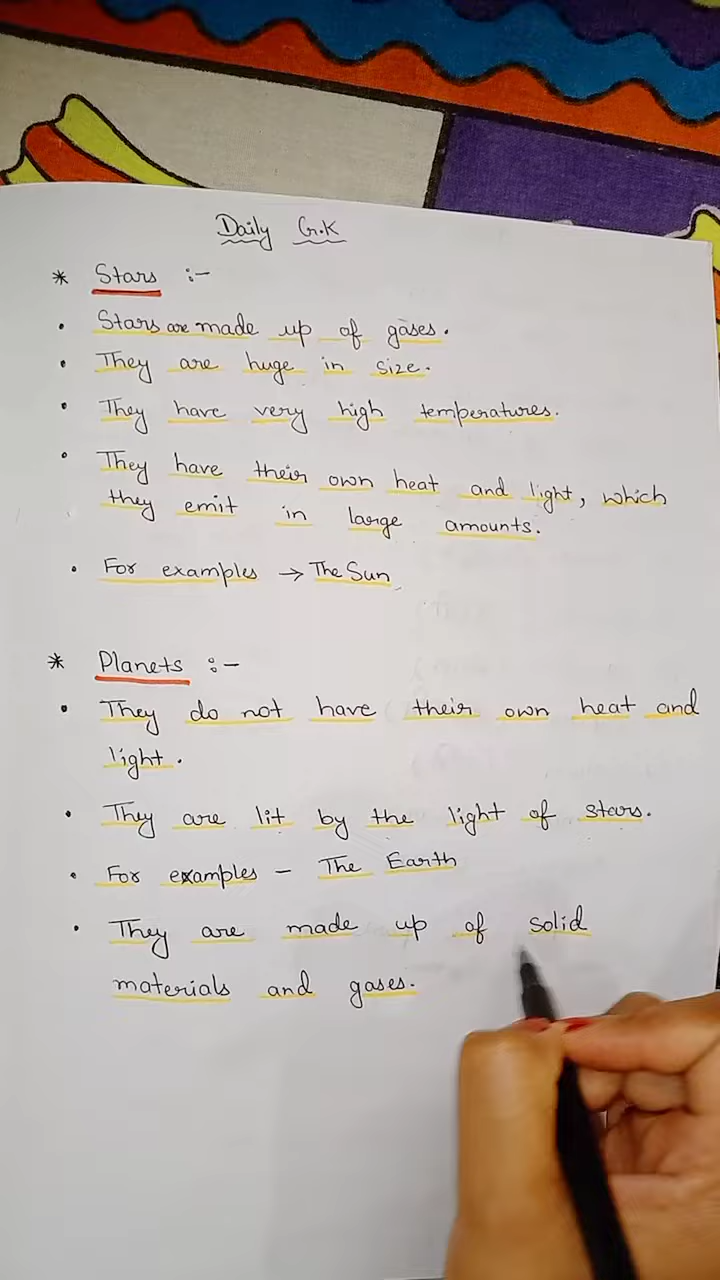 Daily G.K
* Stars :-
• Stars are made up of gases.
• They are huge in size.
• They have very high temperatures.
• They have their own heat and light, which
they emit in large amounts.
• For examples → The Sun
* Planets :-
• They do not have their own heat and
light.
• They are lit by the light of stars.
• For examples - The Earth
• They are made up of solid
materials and gases.